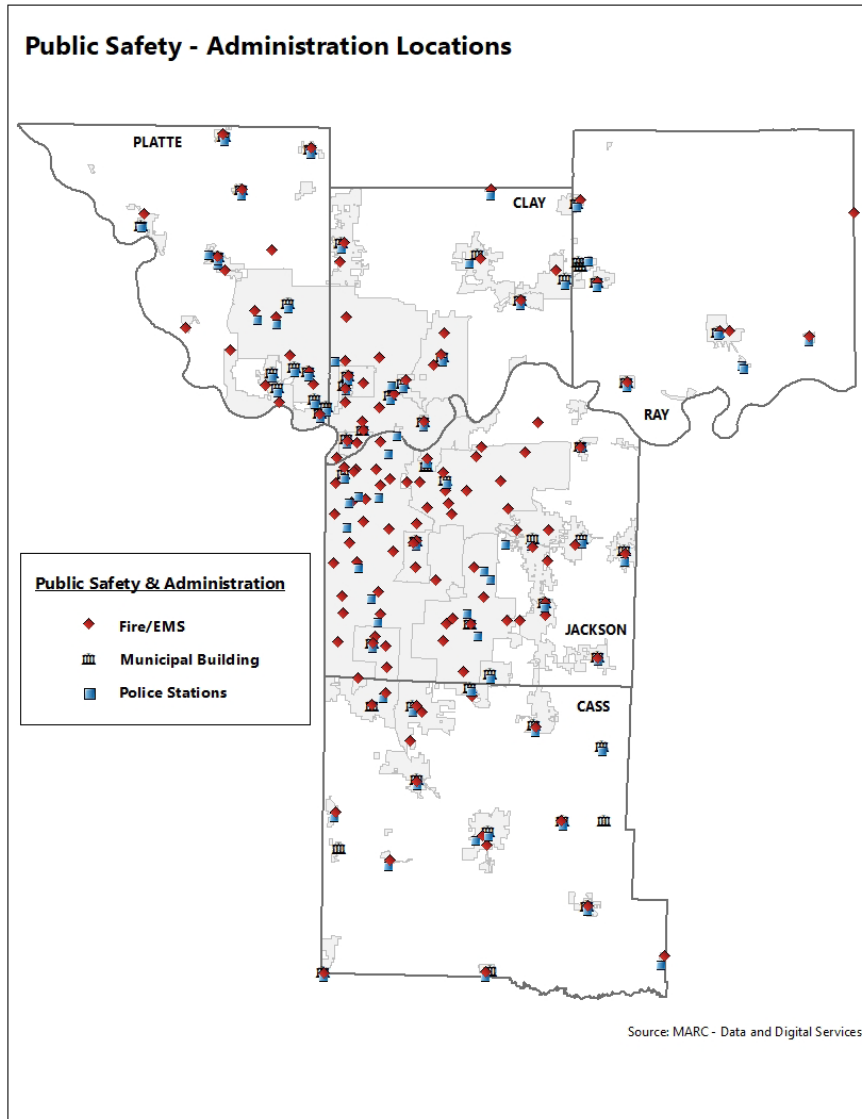 Public Safety - Administration Locations
PLATTE
CLAY
RAY
Public Safety & Administration
Fire/EMS
Municipal Building
Police Stations
JACKSON
CASS
Source: MARC - Data and Digital Services